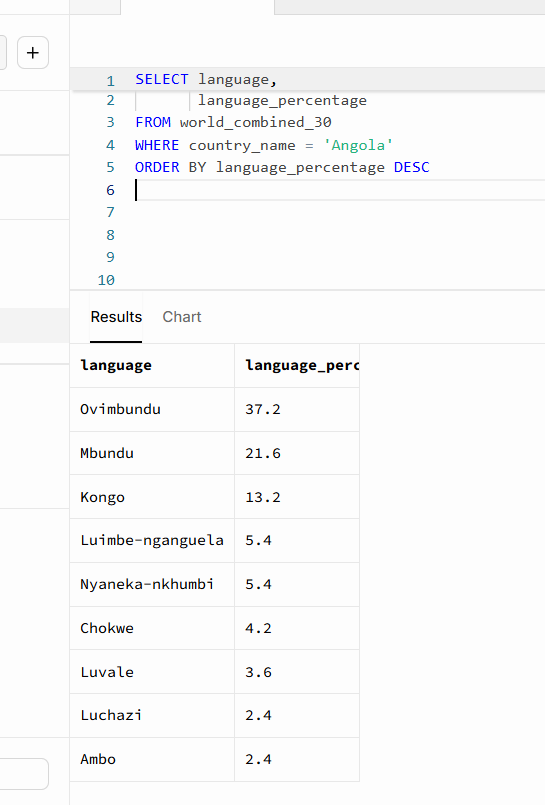 +
1 SELECT language,
2 language_percentage
3 FROM world_combined_30
4 WHERE country_name = 'Angola'
5 ORDER BY language_percentage DESC
6
7
8
9
10
Results Chart
language language_perc
Ovimbundu 37.2
Mbundu 21.6
Kongo 13.2
Luimbe-nganguela 5.4
Nyaneka-nkhumbi 5.4
Chokwe 4.2
Luvale 3.6
Luchazi 2.4
Ambo 2.4